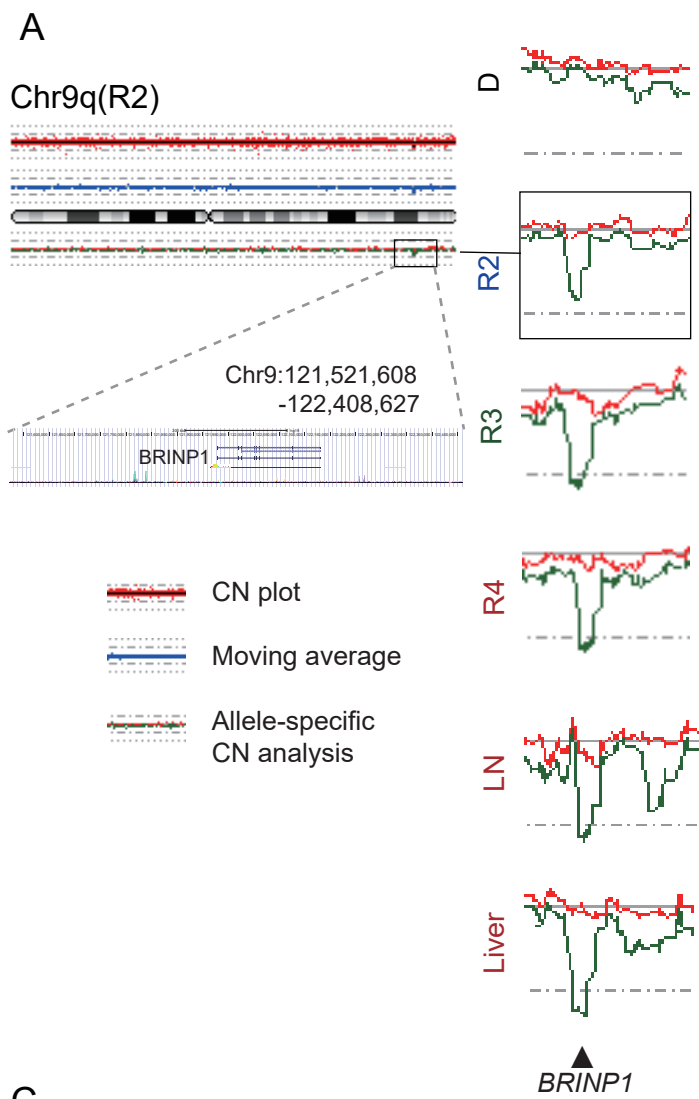 A
Chr9q(R2)
D
R2
Chr9:121,521,608
-122,408,627
R3
BRINP1
CN plot
R4
Moving average
Allele-specific
CN analysis
LN
Liver
BRINP1